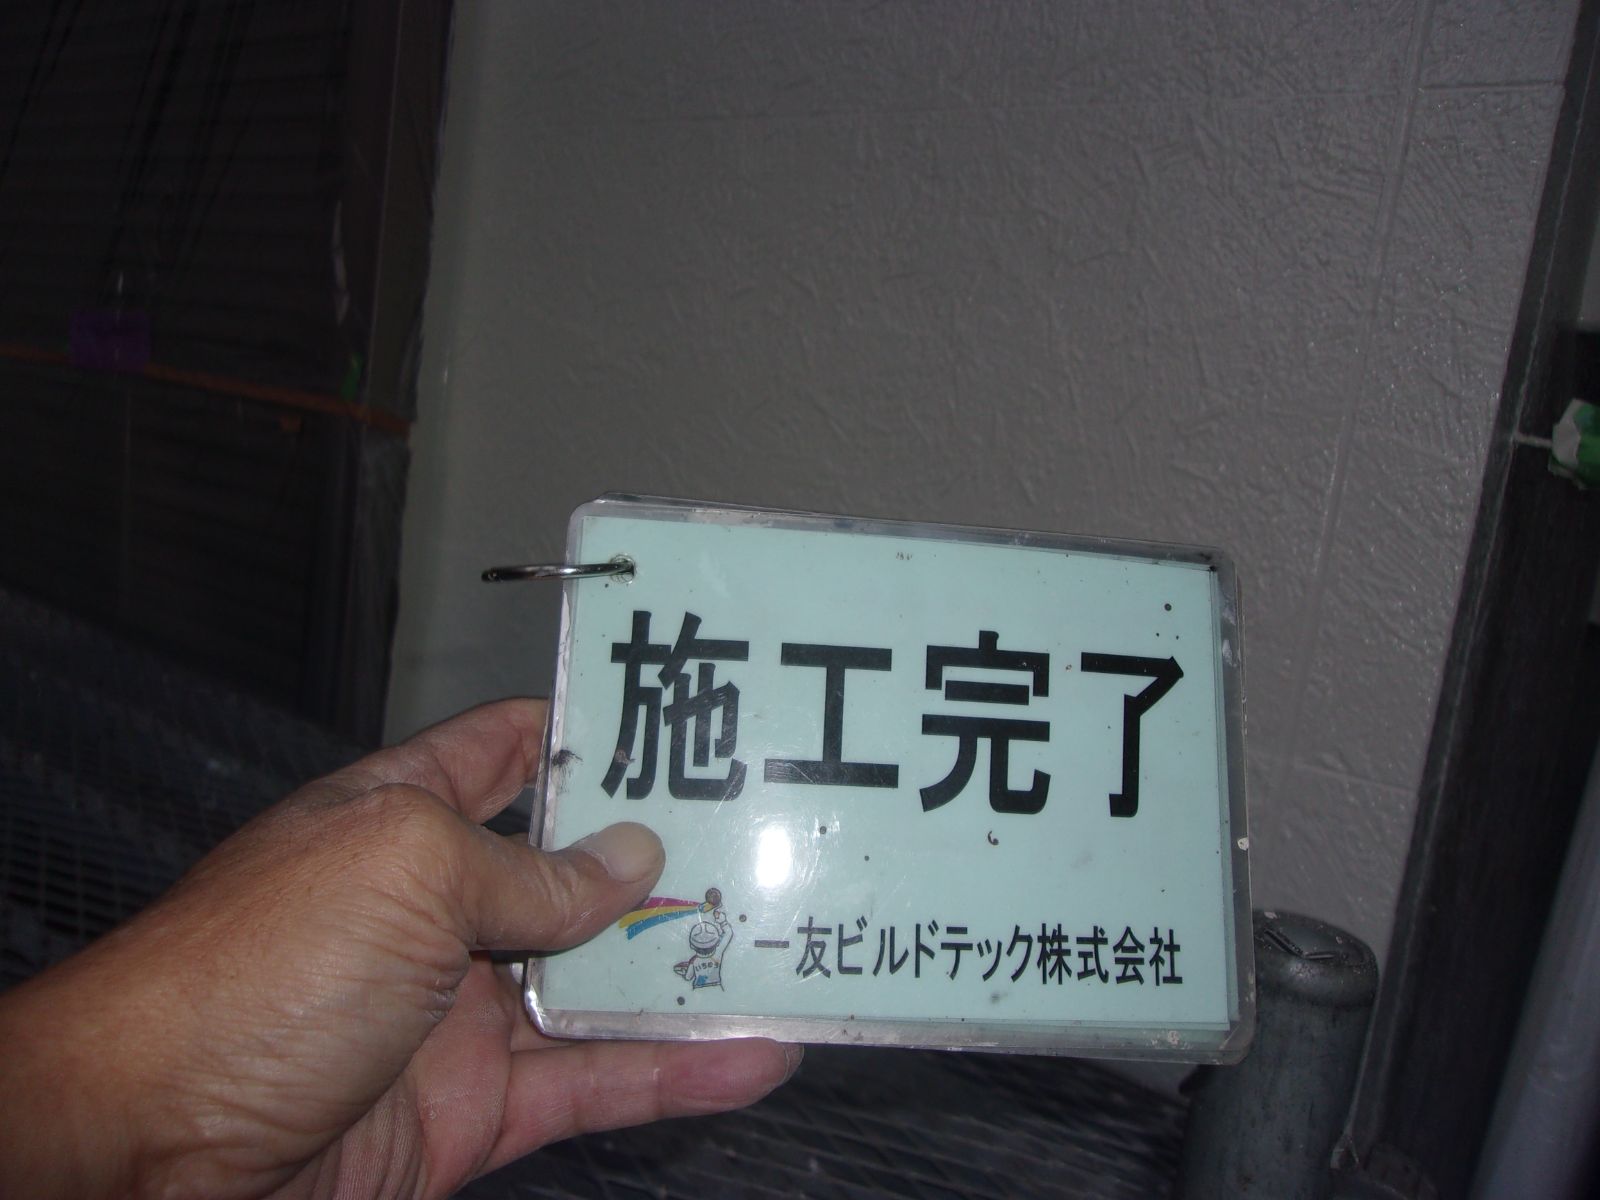 施工完了
一友ビルドテック株式会社